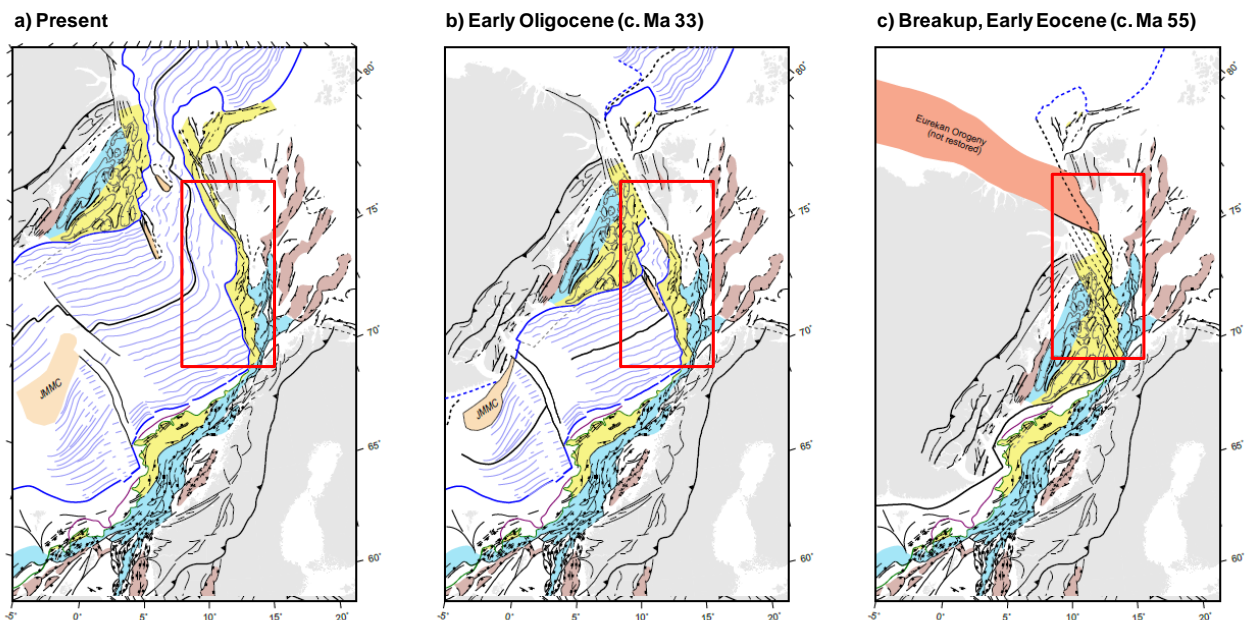 a) Present
b) Early Oligocene (c. Ma 33)
c) Breakup, Early Eocene (c. Ma 55)
80˚
75˚
70˚
65˚
60˚
JMMC
-5˚ 0˚ 5˚ 10˚ 15˚ 20˚
80˚
75˚
70˚
65˚
60˚
JMMC
-5˚ 0˚ 5˚ 10˚ 15˚ 20˚
Eurekan Orogeny
(not restored)
80˚
75˚
70˚
65˚
60˚
-5˚ 0˚ 5˚ 10˚ 15˚ 20˚